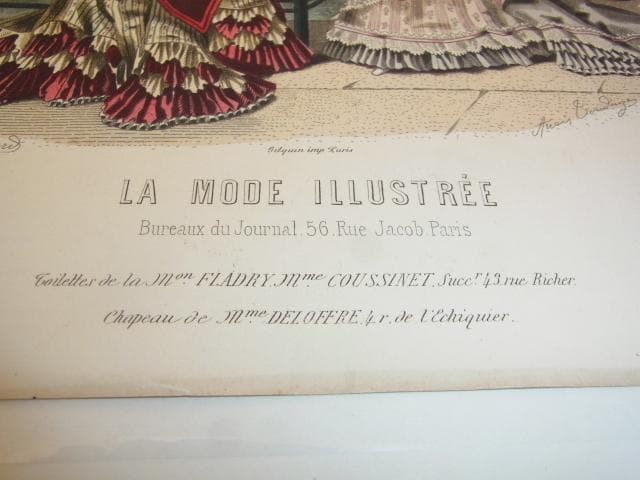 imp. Paris
LA MODE ILLUSTRÉE
Bureaux du Journal. 56. Rue Jacob Paris
Toilettes de la Mon. FLADRY. Mme COUSSINET, Succr. 43, rue Richer.
Chapeau de Mme DELOFFRE, 4 r. de l'Echiquier.